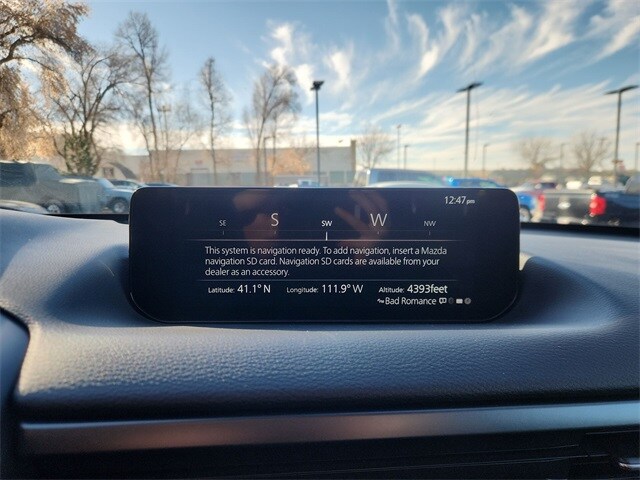 12:47 pm
SE S SW W NW
This system is navigation ready. To add navigation, insert a Mazda
navigation SD card. Navigation SD cards are available from your
dealer as an accessory.
Latitude: 41.1° N Longitude: 111.9° W Altitude: 4393feet
Bad Romance